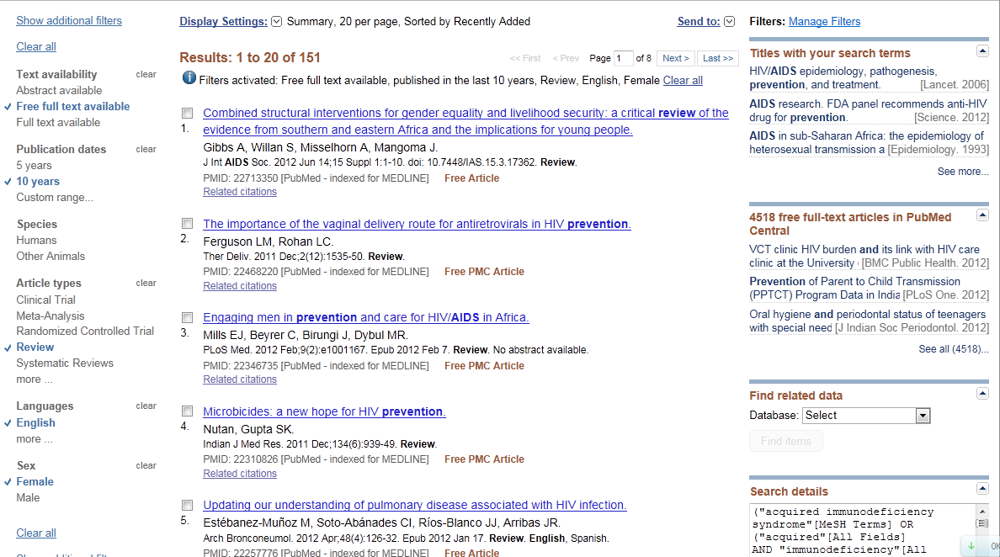 Show additional filters
Clear all
Text availability clear
Abstract available
Free full text available
Full text available
Publication dates clear
5 years
10 years
Custom range...
Species
Humans
Other Animals
Article types clear
Clinical Trial
Meta-Analysis
Randomized Controlled Trial
Review
Systematic Reviews
more ...
Languages clear
English
more ...
Sex clear
Female
Male
Clear all
Display Settings: Summary, 20 per page, Sorted by Recently Added Send to:
Results: 1 to 20 of 151
<< First < Prev Page 1 of 8 Next > Last >>
Filters activated: Free full text available, published in the last 10 years, Review, English, Female Clear all
Combined structural interventions for gender equality and livelihood security: a critical review of the
1. evidence from southern and eastern Africa and the implications for young people.
Gibbs A, Willan S, Misselhorn A, Mangoma J.
J Int AIDS Soc. 2012 Jun 14;15 Suppl 1:1-10. doi: 10.7448/IAS.15.3.17362. Review.
PMID: 22713350 [PubMed - indexed for MEDLINE] Free Article
Related citations
The importance of the vaginal delivery route for antiretrovirals in HIV prevention.
2. Ferguson LM, Rohan LC.
Ther Deliv. 2011 Dec;2(12):1535-50. Review.
PMID: 22468220 [PubMed - indexed for MEDLINE] Free PMC Article
Related citations
Engaging men in prevention and care for HIV/AIDS in Africa.
3. Mills EJ, Beyrer C, Birungi J, Dybul MR.
PLoS Med. 2012 Feb;9(2):e1001167. Epub 2012 Feb 7. Review. No abstract available.
PMID: 22346735 [PubMed - indexed for MEDLINE] Free PMC Article
Related citations
Microbicides: a new hope for HIV prevention.
4. Nutan, Gupta SK.
Indian J Med Res. 2011 Dec;134(6):939-49. Review.
PMID: 22310826 [PubMed - indexed for MEDLINE] Free PMC Article
Related citations
Updating our understanding of pulmonary disease associated with HIV infection.
5. Estébanez-Muñoz M, Soto-Abánades CI, Ríos-Blanco JJ, Arribas JR.
Arch Bronconeumol. 2012 Apr;48(4):126-32. Epub 2012 Jan 17. Review. English, Spanish.
PMID: 22257776 [PubMed - indexed for MEDLINE] Free Article
Filters: Manage Filters
Titles with your search terms
HIV/AIDS epidemiology, pathogenesis,
prevention, and treatment. [Lancet. 2006]
AIDS research. FDA panel recommends anti-HIV
drug for prevention. [Science. 2012]
AIDS in sub-Saharan Africa: the epidemiology of
heterosexual transmission a [Epidemiology. 1993]
See more...
4518 free full-text articles in PubMed
Central
VCT clinic HIV burden and its link with HIV care
clinic at the University [BMC Public Health. 2012]
Prevention of Parent to Child Transmission
(PPTCT) Program Data in India [PLoS One. 2012]
Oral hygiene and periodontal status of teenagers
with special need [J Indian Soc Periodontol. 2012]
See all (4518)...
Find related data
Database: Select
Find items
Search details
("acquired immunodeficiency
syndrome"[MeSH Terms] OR
("acquired"[All Fields]
AND "immunodeficiency"[All